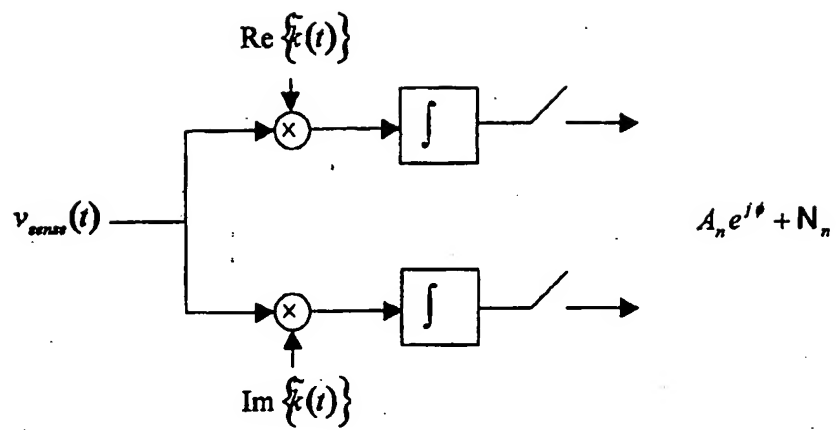 Re {k̃(t)}
×
∫
v_sense(t)
A_n e^{jϕ} + N_n
×
∫
Im {k̃(t)}